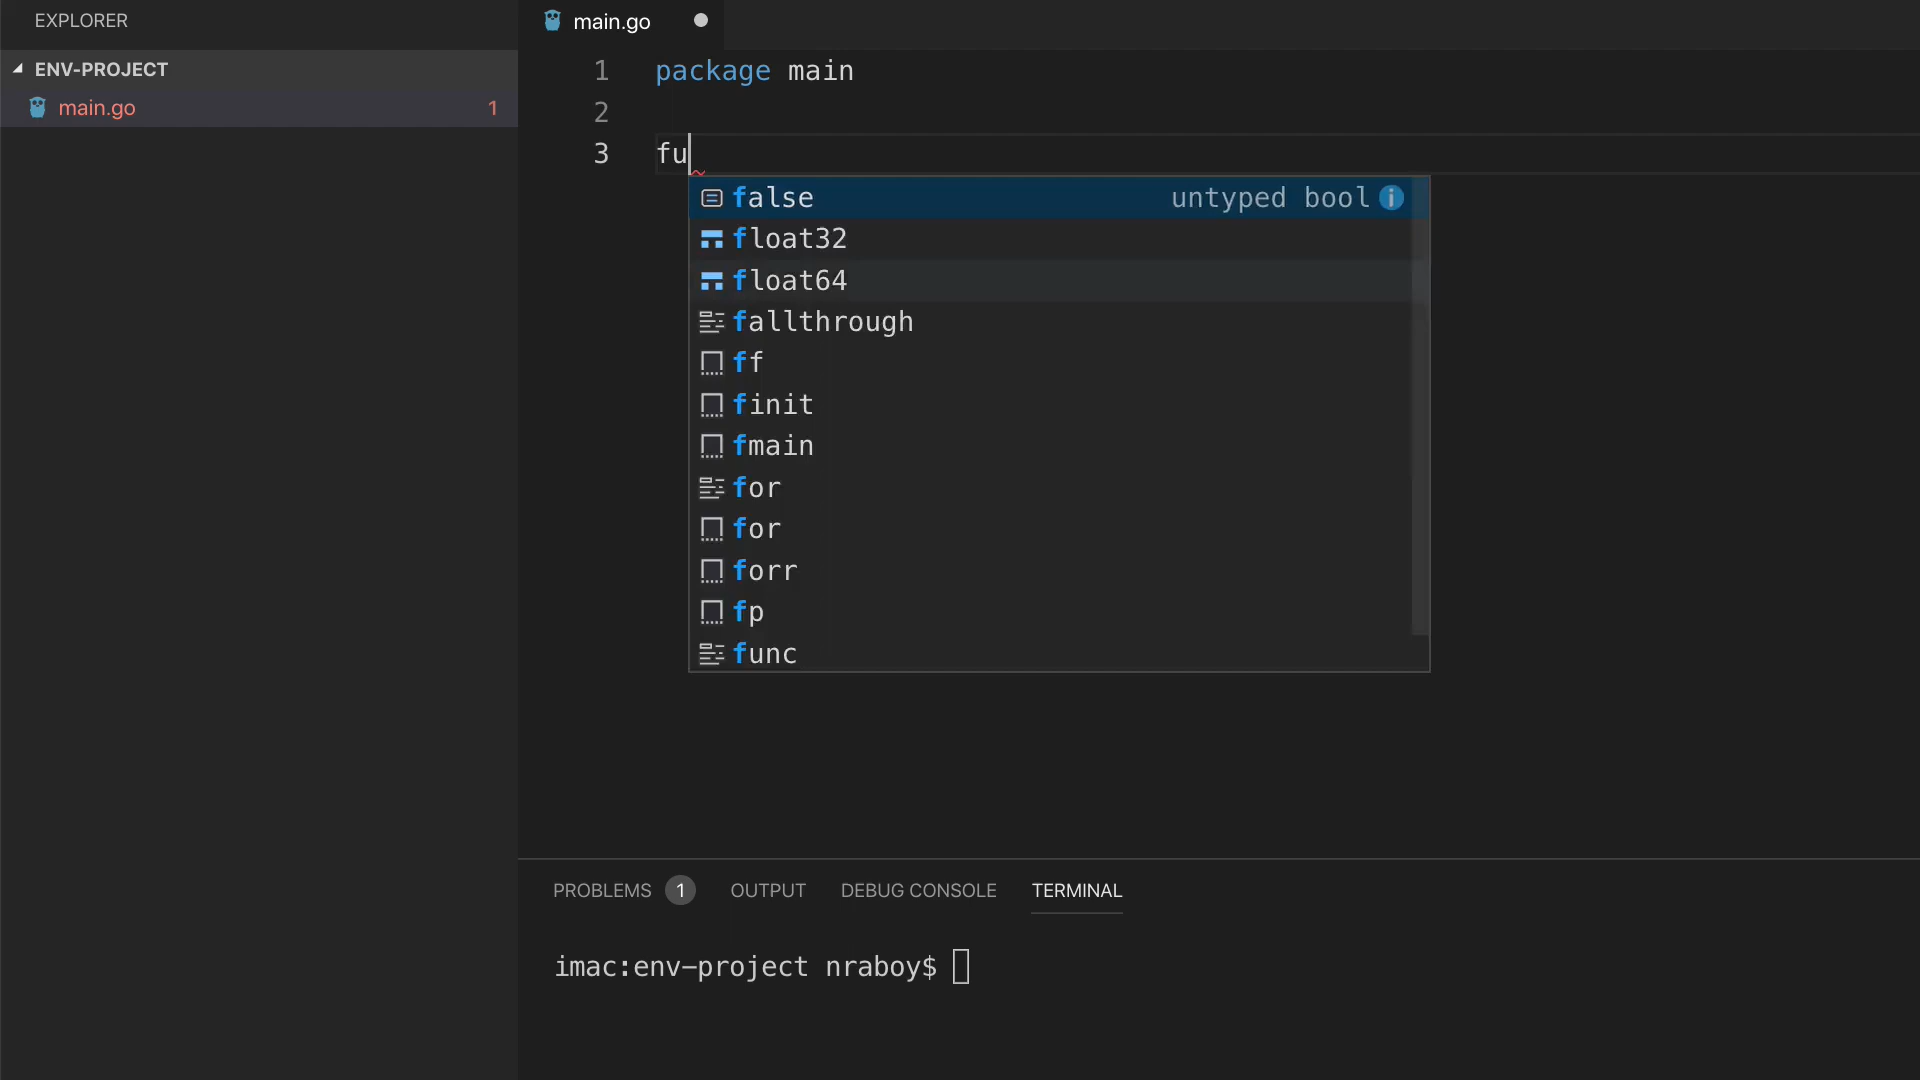 EXPLORER
ENV-PROJECT
main.go 1
main.go
1 package main
2
3 fu
false untyped bool i
float32
float64
fallthrough
ff
finit
fmain
for
for
forr
fp
func
PROBLEMS 1 OUTPUT DEBUG CONSOLE TERMINAL
imac:env-project nraboy$